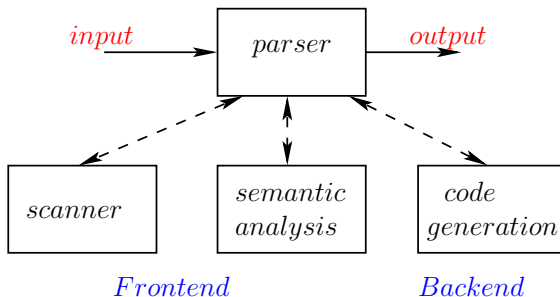 input
parser
output
scanner
semantic
analysis
code
generation
Frontend
Backend